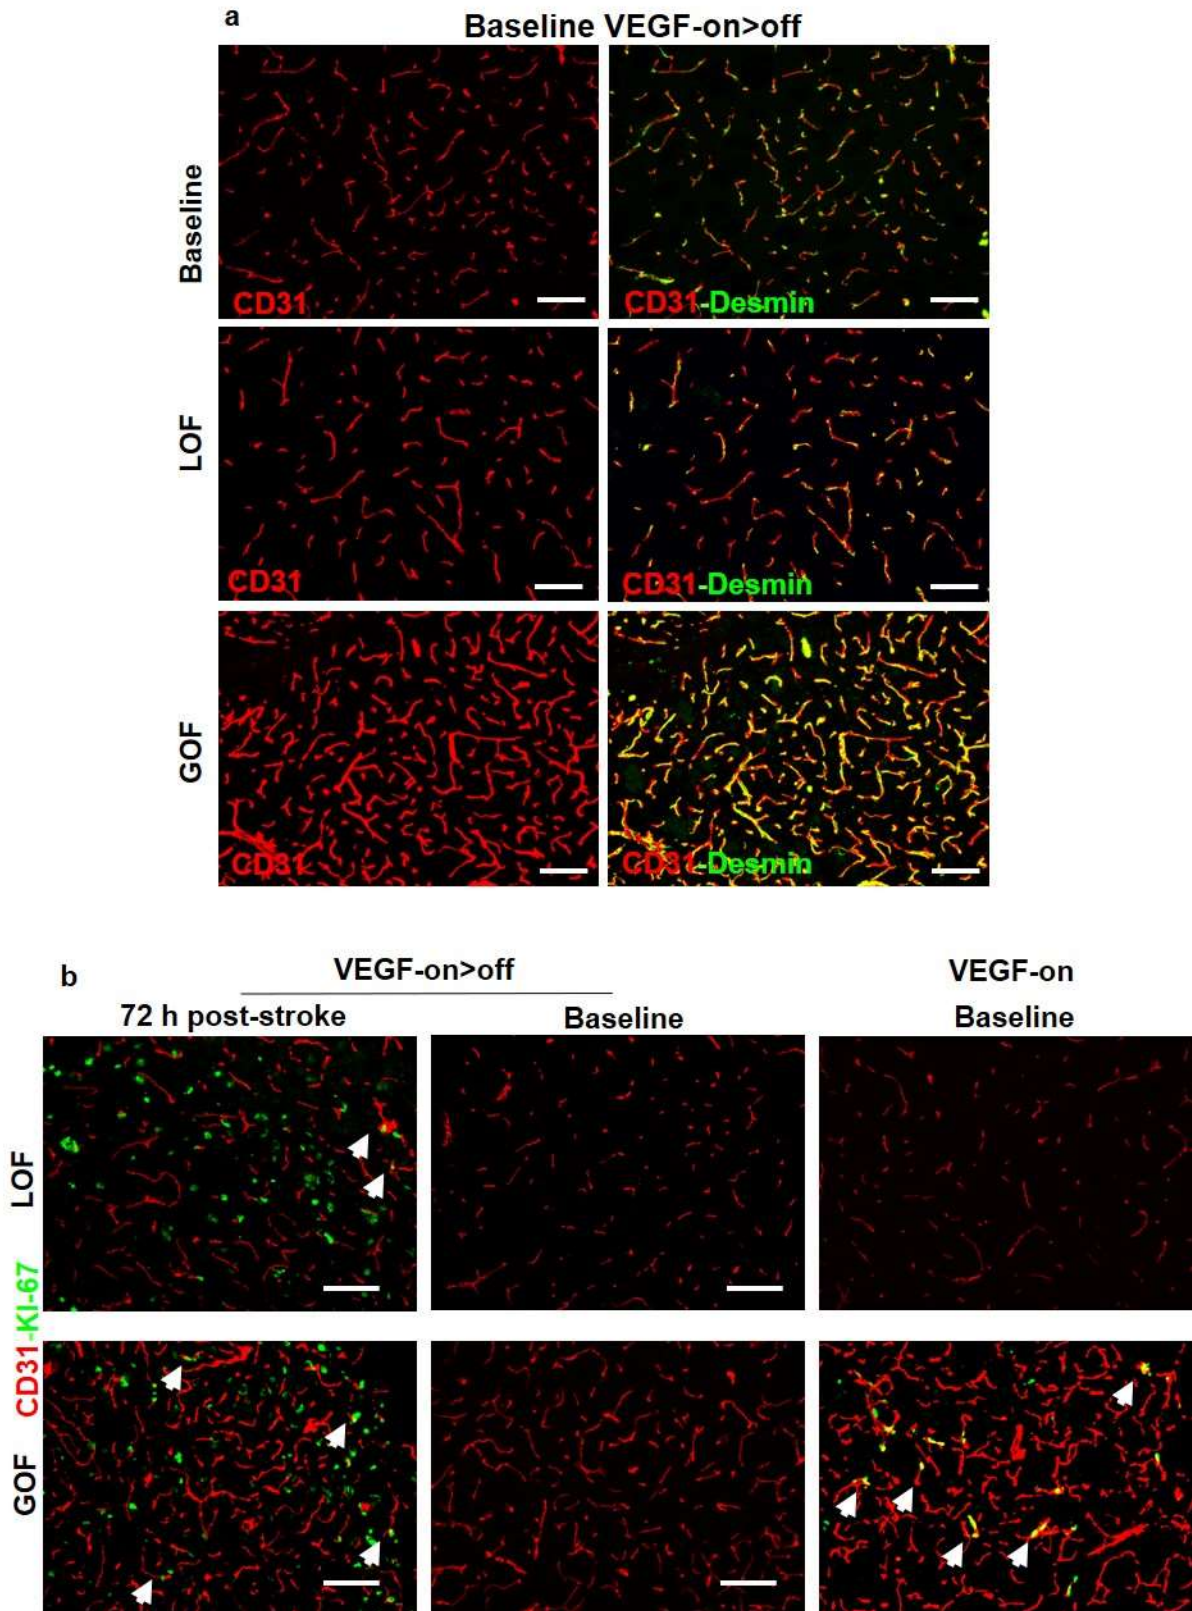 a
Baseline VEGF-on>off
Baseline
CD31
CD31-Desmin
LOF
CD31
CD31-Desmin
GOF
CD31
CD31-Desmin
b
VEGF-on>off
VEGF-on
72 h post-stroke
Baseline
Baseline
LOF
CD31-KI-67
GOF